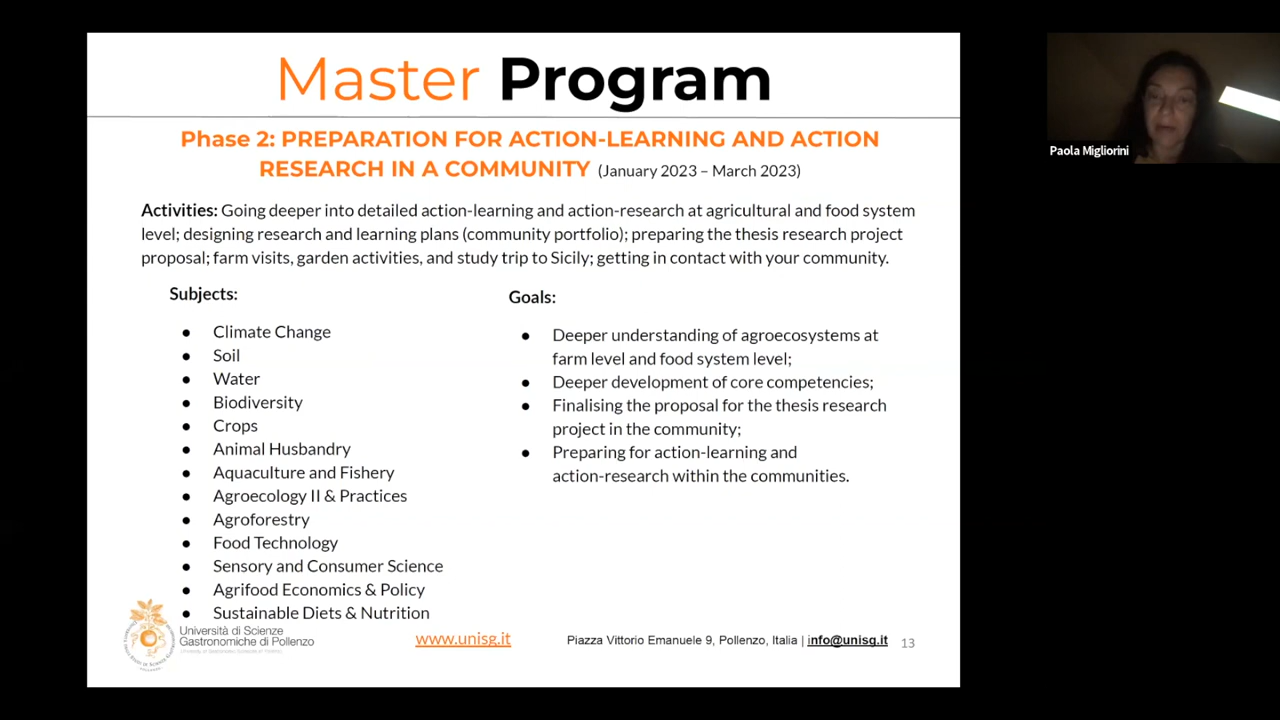 Master Program
Phase 2: PREPARATION FOR ACTION-LEARNING AND ACTION
RESEARCH IN A COMMUNITY (January 2023 – March 2023)
Activities: Going deeper into detailed action-learning and action-research at agricultural and food system
level; designing research and learning plans (community portfolio); preparing the thesis research project
proposal; farm visits, garden activities, and study trip to Sicily; getting in contact with your community.
Subjects:
● Climate Change
● Soil
● Water
● Biodiversity
● Crops
● Animal Husbandry
● Aquaculture and Fishery
● Agroecology II & Practices
● Agroforestry
● Food Technology
● Sensory and Consumer Science
● Agrifood Economics & Policy
● Sustainable Diets & Nutrition
Goals:
● Deeper understanding of agroecosystems at
farm level and food system level;
● Deeper development of core competencies;
● Finalising the proposal for the thesis research
project in the community;
● Preparing for action-learning and
action-research within the communities.
Università di Scienze
Gastronomiche di Pollenzo
www.unisg.it
Piazza Vittorio Emanuele 9, Pollenzo, Italia | info@unisg.it
13
Paola Migliorini